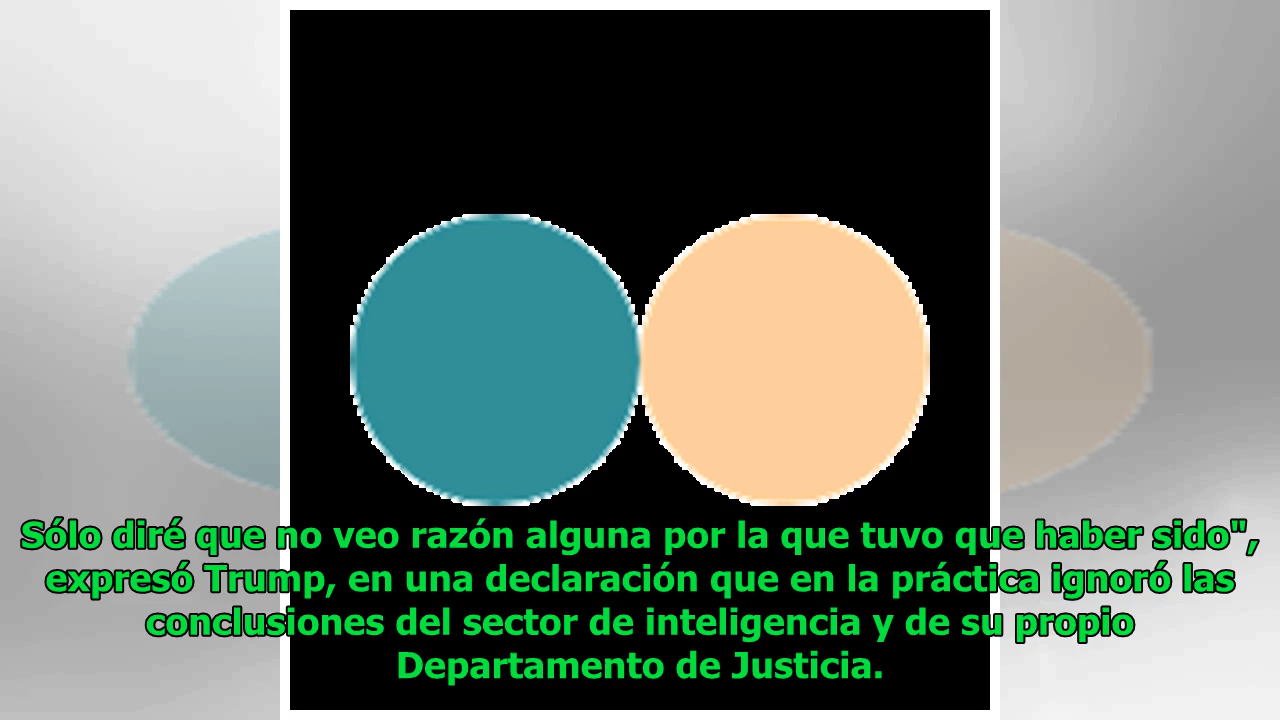 Sólo diré que no veo razón alguna por la que tuvo que haber sido",
expresó Trump, en una declaración que en la práctica ignoró las
conclusiones del sector de inteligencia y de su propio
Departamento de Justicia.